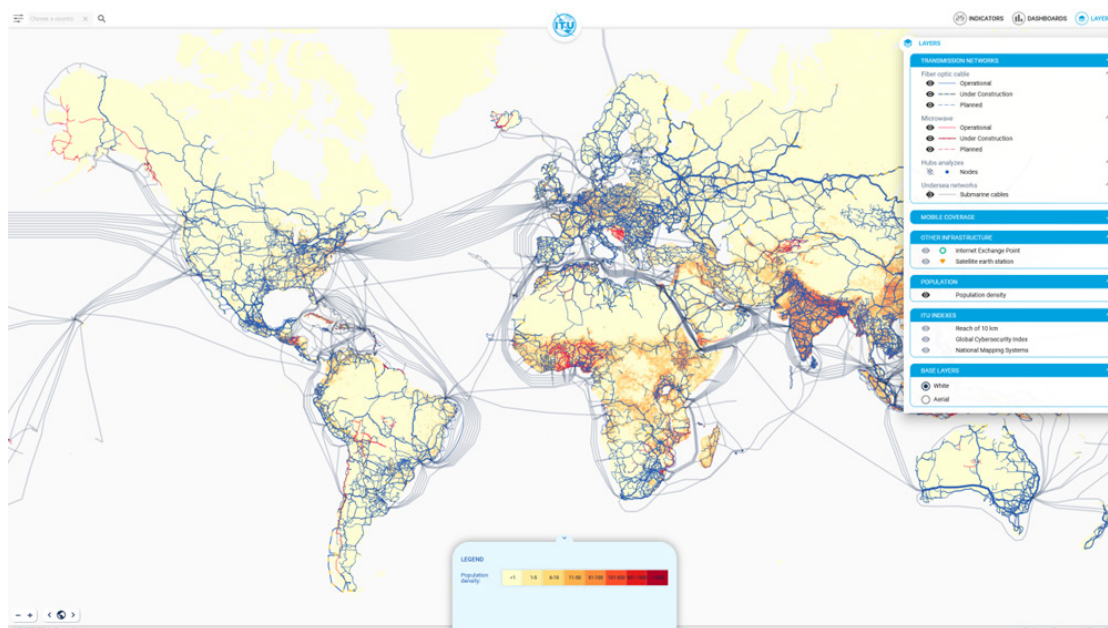 Choose a country
ITU
INDICATORS
DASHBOARDS
LAYER
LAYERS
TRANSMISSION NETWORKS
Fiber optic cable
Operational
Under Construction
Planned
Microwave
Operational
Under Construction
Planned
Hubs analyzes
Nodes
Undersea networks
Submarine cables
MOBILE COVERAGE
OTHER INFRASTRUCTURE
Internet Exchange Point
Satellite earth station
POPULATION
Population density
ITU INDEXES
Reach of 10 km
Global Cybersecurity Index
National Mapping Systems
BASE LAYERS
White
Aerial
LEGEND
Population
density:
<1 1-5 6-10 11-50 51-100